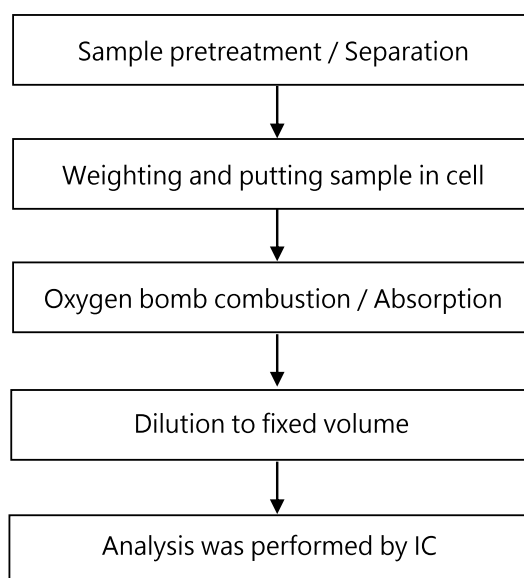 Sample pretreatment / Separation
Weighting and putting sample in cell
Oxygen bomb combustion / Absorption
Dilution to fixed volume
Analysis was performed by IC